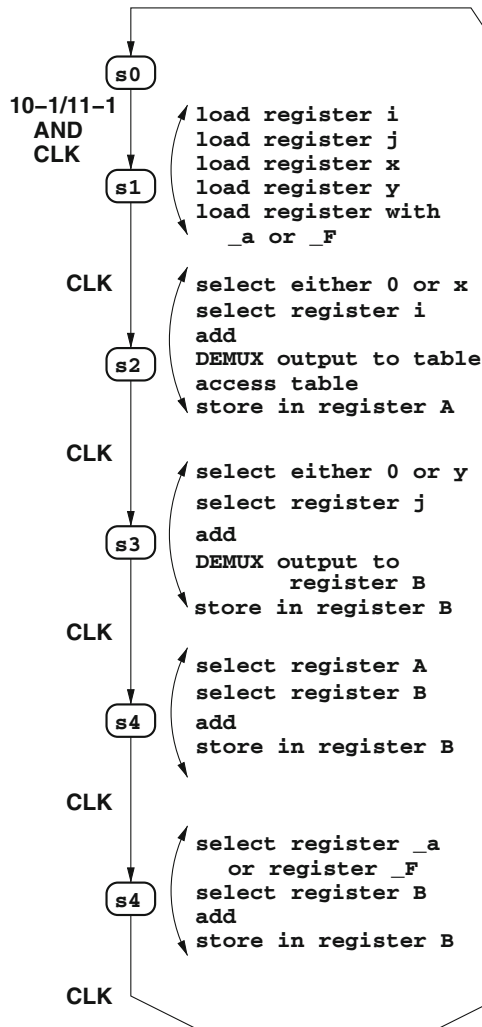 s0
10–1/11–1
AND
CLK
load register i
load register j
load register x
load register y
load register with
_a or _F
s1
CLK
select either 0 or x
select register i
add
DEMUX output to table
access table
store in register A
s2
CLK
select either 0 or y
select register j
add
DEMUX output to
register B
store in register B
s3
CLK
select register A
select register B
add
store in register B
s4
CLK
select register _a
or register _F
select register B
add
store in register B
s4
CLK